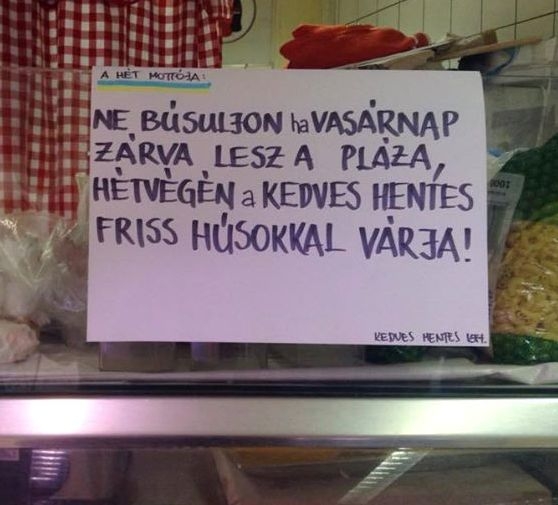 A HÉT MOTTÓJA:
NE BÚSULJON ha VASÁRNAP
ZÁRVA LESZ A PLÁZA,
HÉTVÉGÉN a KEDVES HENTES
FRISS HÚSOKKAL VÁRJA!
KEDVES HENTES